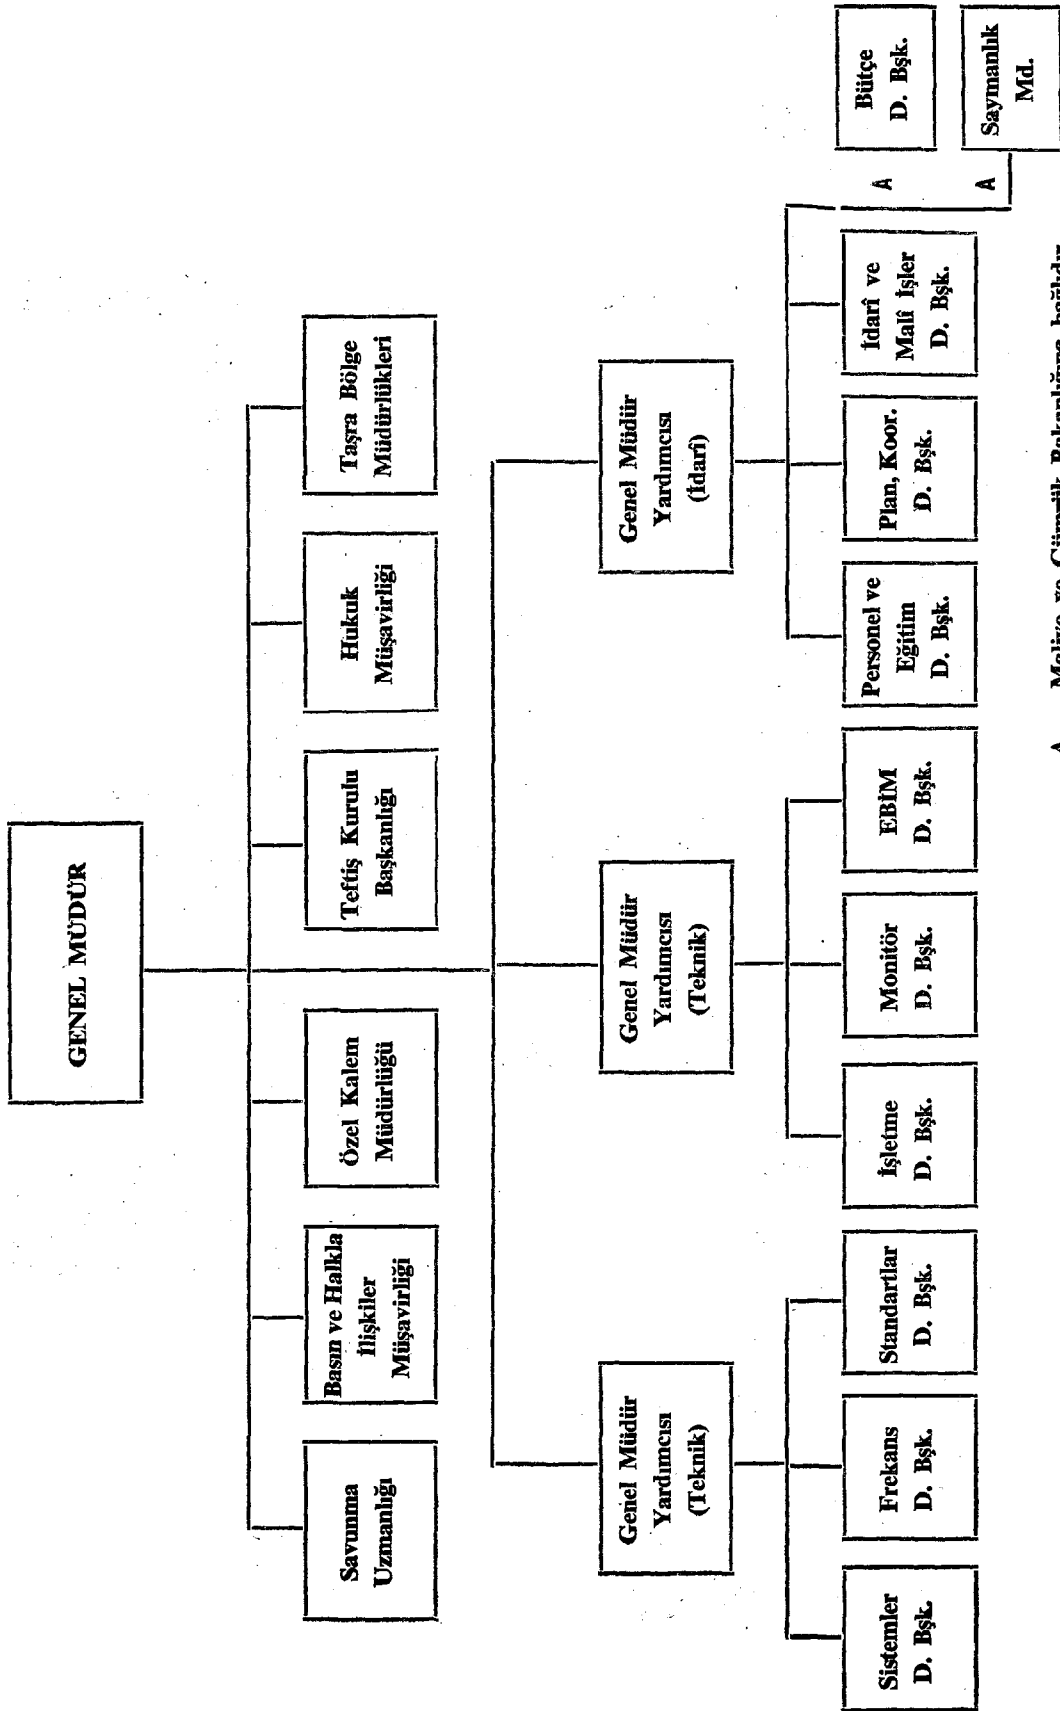 GENEL MÜDÜR
Savunma
Uzmanlığı
Basın ve Halkla
İlişkiler
Müşavirliği
Özel Kalem
Müdürlüğü
Teftiş Kurulu
Başkanlığı
Hukuk
Müşavirliği
Taşra Bölge
Müdürlükleri
Genel Müdür
Yardımcısı
(Teknik)
Genel Müdür
Yardımcısı
(Teknik)
Genel Müdür
Yardımcısı
(İdarî)
Sistemler
D. Bşk.
Frekans
D. Bşk.
Standartlar
D. Bşk.
İşletme
D. Bşk.
Monitör
D. Bşk.
EBİM
D. Bşk.
Personel ve
Eğitim
D. Bşk.
Plan, Koor.
D. Bşk.
İdarî ve
Malî İşler
D. Bşk.
A
Bütçe
D. Bşk.
A
Saymanlık
Md.
A Maliye ve Gümrük Bakanlığına bağlıdır